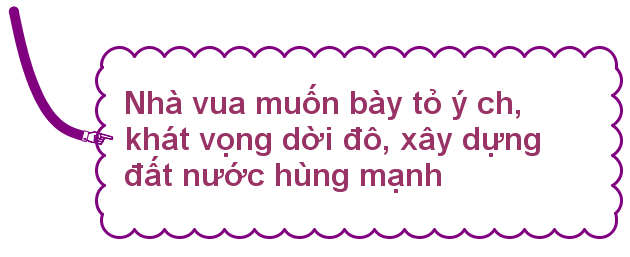 Nhà vua muốn bày tỏ ý ch,
khát vọng dời đô, xây dựng
đất nước hùng mạnh